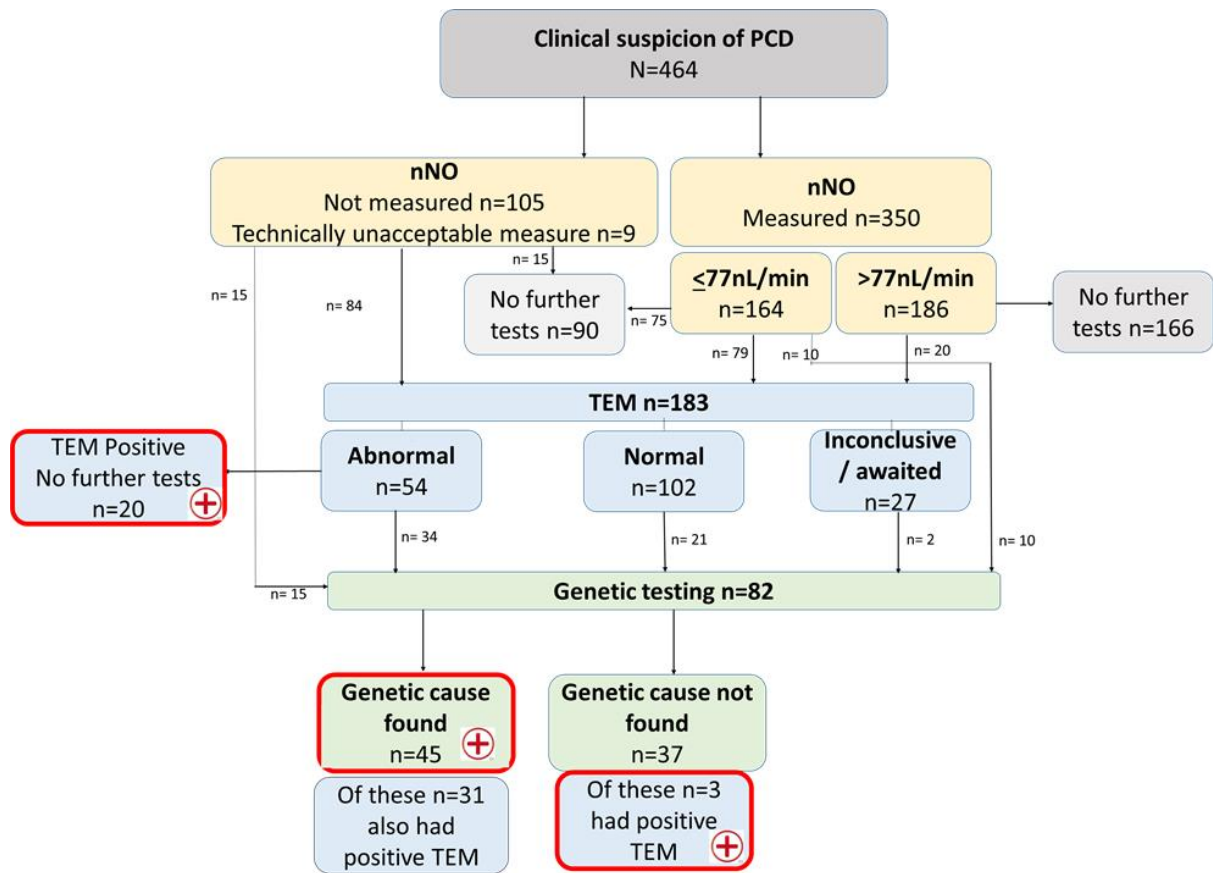 Clinical suspicion of PCD
N=464
nNO
Not measured n=105
Technically unacceptable measure n=9
nNO
Measured n=350
n= 15
n= 84
n= 15
No further
tests n=90
n= 75
≤77nL/min
n=164
>77nL/min
n=186
No further
tests n=166
n= 79
n= 10
n= 20
TEM n=183
TEM Positive
No further tests
n=20
Abnormal
n=54
Normal
n=102
Inconclusive
/ awaited
n=27
n= 34
n= 21
n= 2
n= 10
n= 15
Genetic testing n=82
Genetic cause
found
n=45
Genetic cause not
found
n=37
Of these n=31
also had
positive TEM
Of these n=3
had positive
TEM